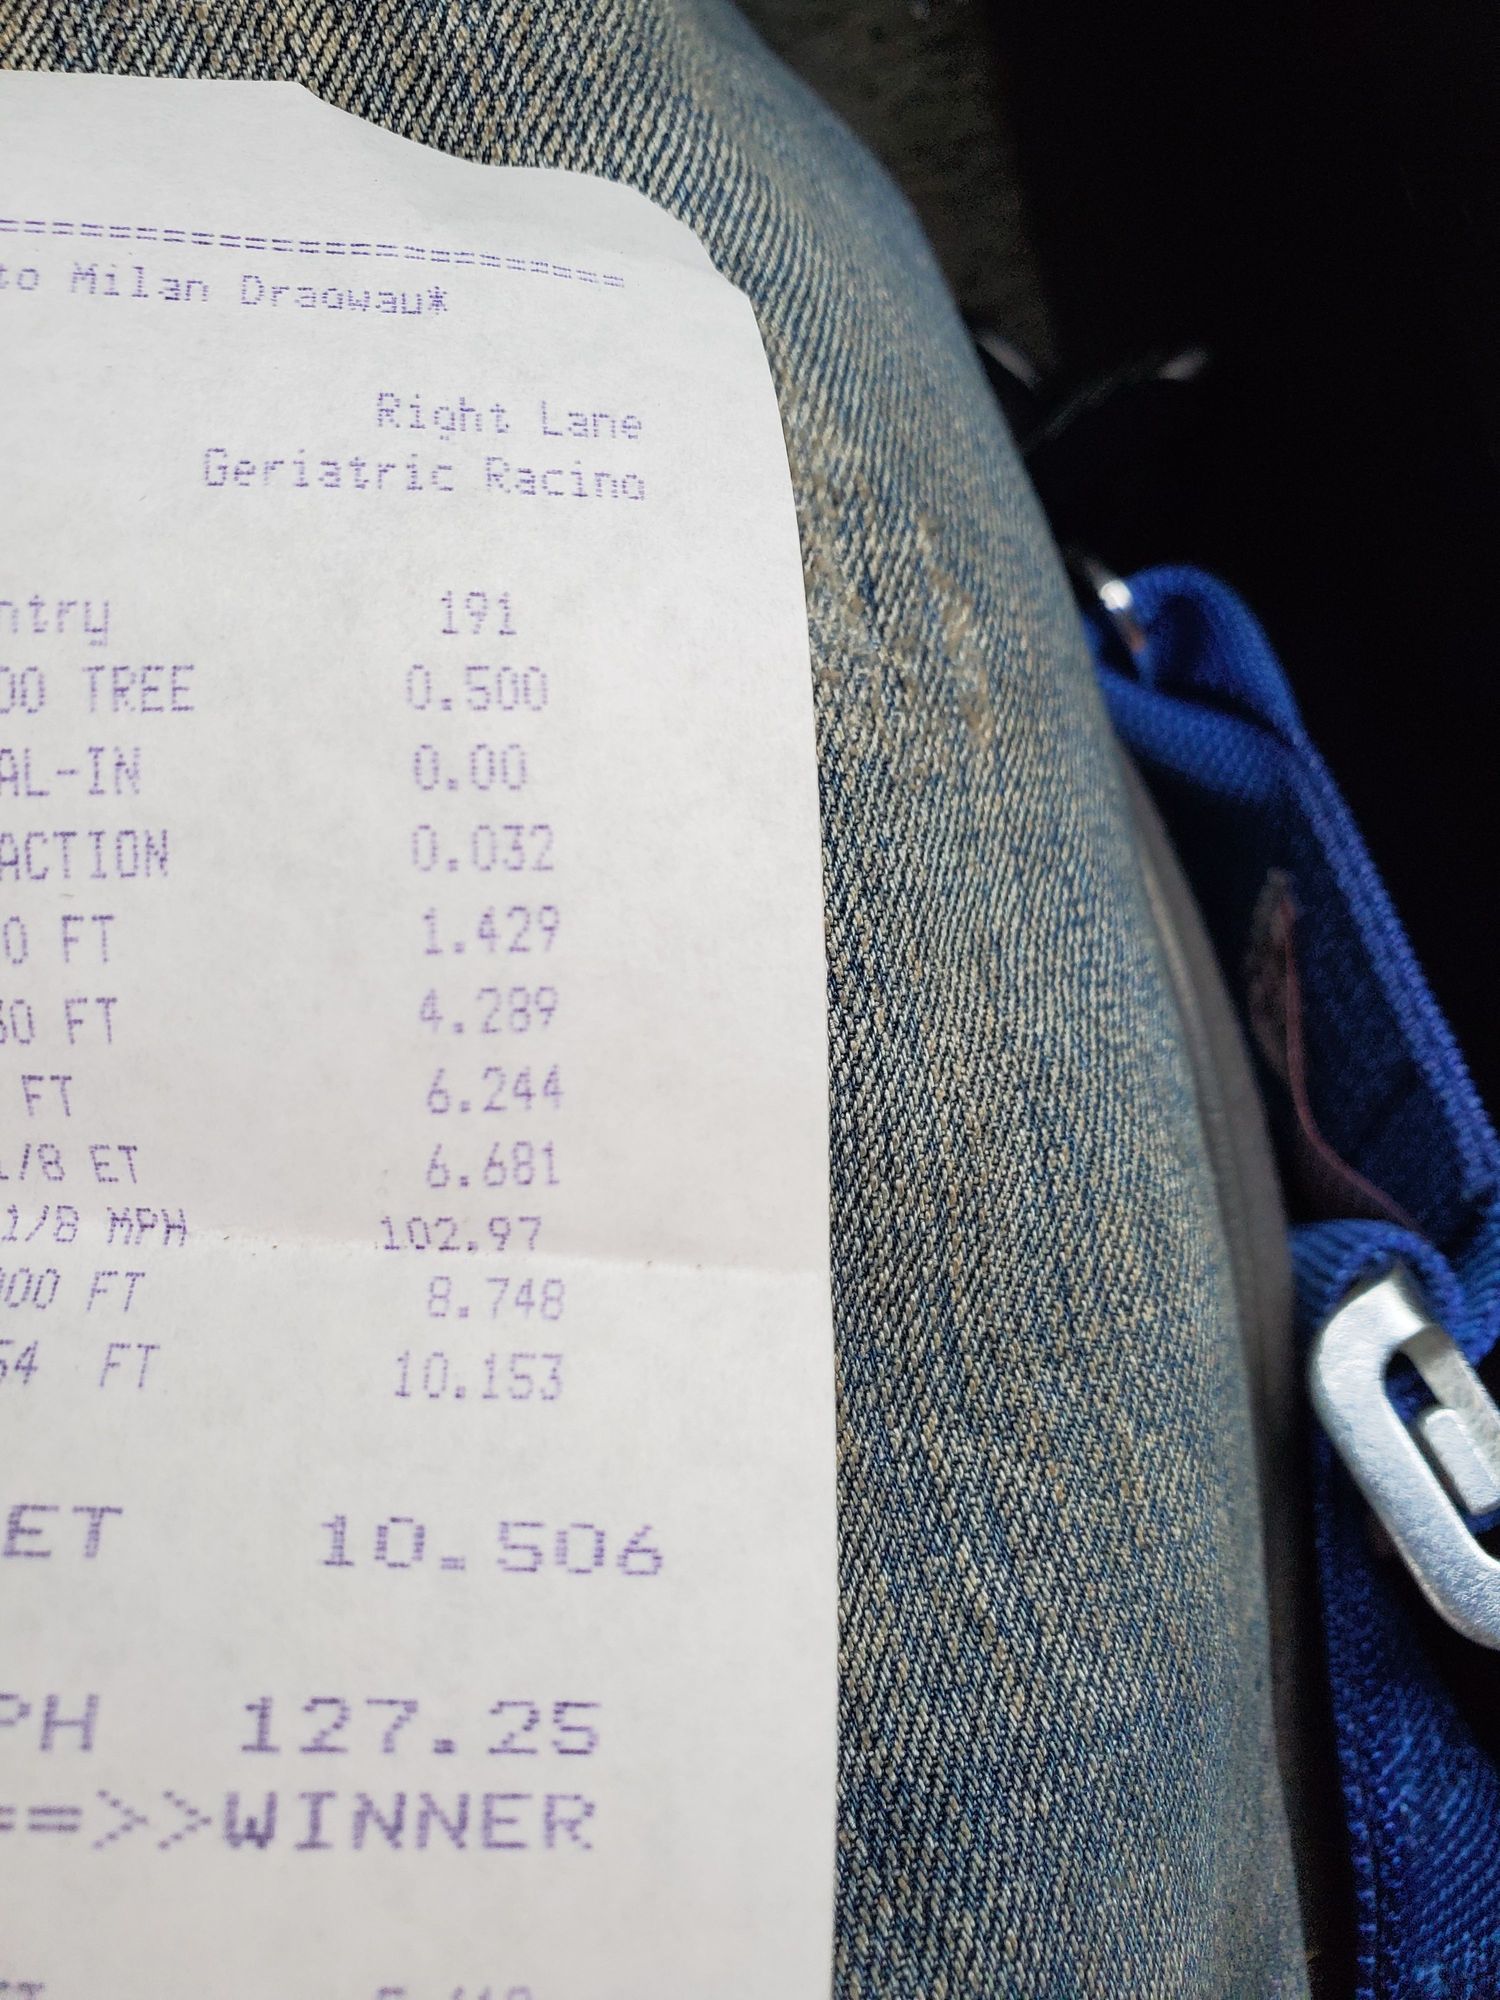 ==============================
to Milan Dragway*
Right Lane
Geriatric Racing
ntry 191
00 TREE 0.500
AL-IN 0.00
ACTION 0.032
0 FT 1.429
30 FT 4.289
FT 6.244
1/8 ET 6.681
1/8 MPH 102.97
000 FT 8.748
54 FT 10.153
ET 10.506
PH 127.25
==>>WINNER